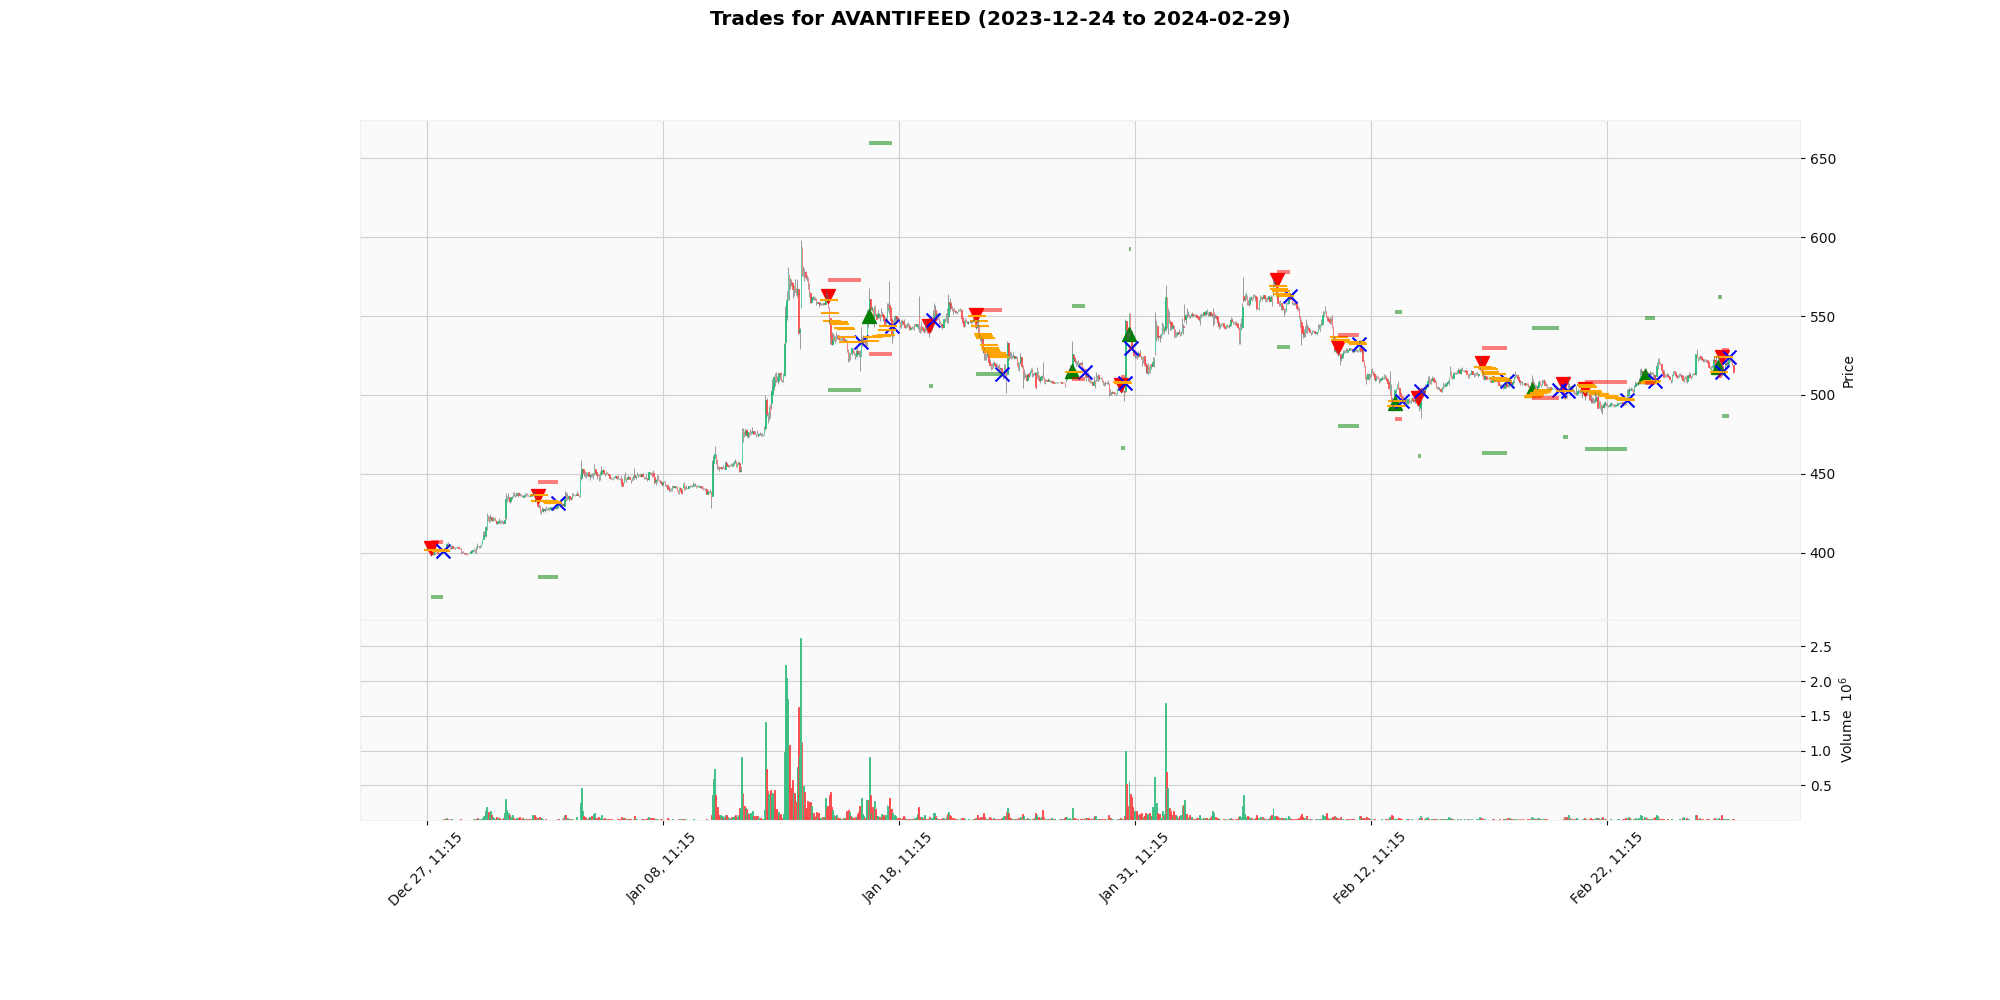 Trades for AVANTIFEED (2023-12-24 to 2024-02-29)
650
600
550
500
450
400
Price
2.5
2.0
1.5
1.0
0.5
Volume 10⁶
Dec 27, 11:15
Jan 08, 11:15
Jan 18, 11:15
Jan 31, 11:15
Feb 12, 11:15
Feb 22, 11:15